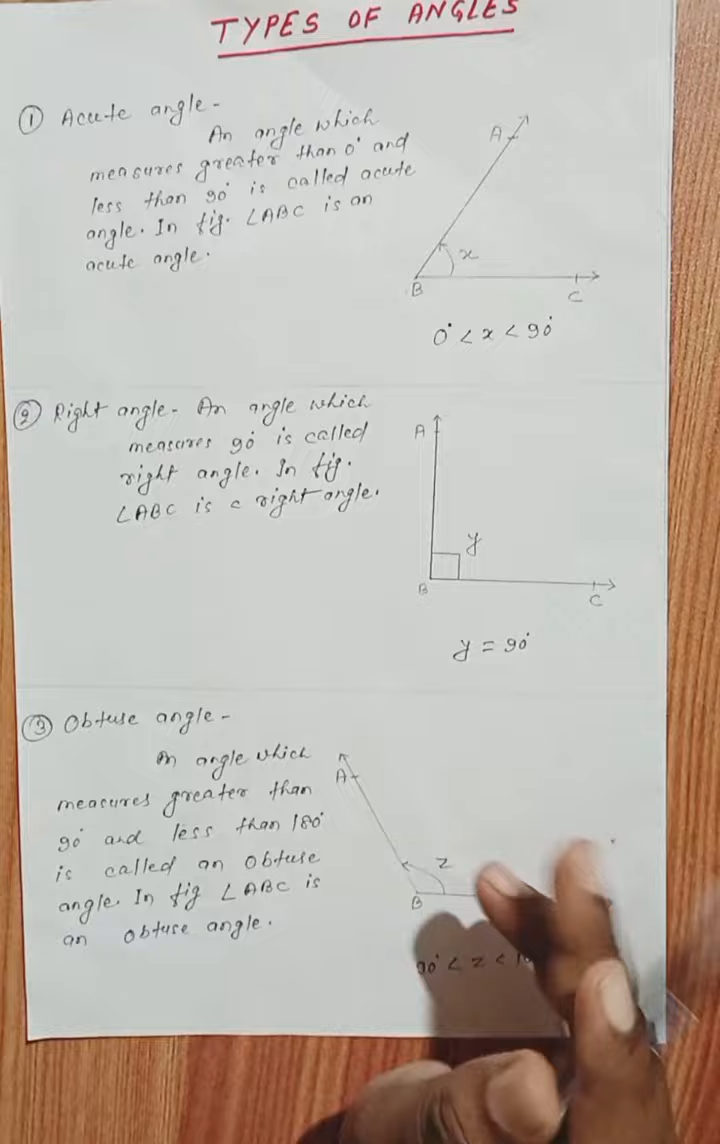 TYPES OF ANGLES
① Acute angle -
An angle which
measures greater than 0° and
less than 90° is called acute
angle. In fig. ∠ABC is an
acute angle.
A
x
B
C
0° < x < 90°
② Right angle - An angle which
measures 90° is called
right angle. In fig.
∠ABC is a right angle.
A
y
B
C
y = 90°
③ Obtuse angle -
An angle which
measures greater than
90° and less than 180°
is called an obtuse
angle. In fig ∠ABC is
an obtuse angle.
A
z
B
90° < z < 1